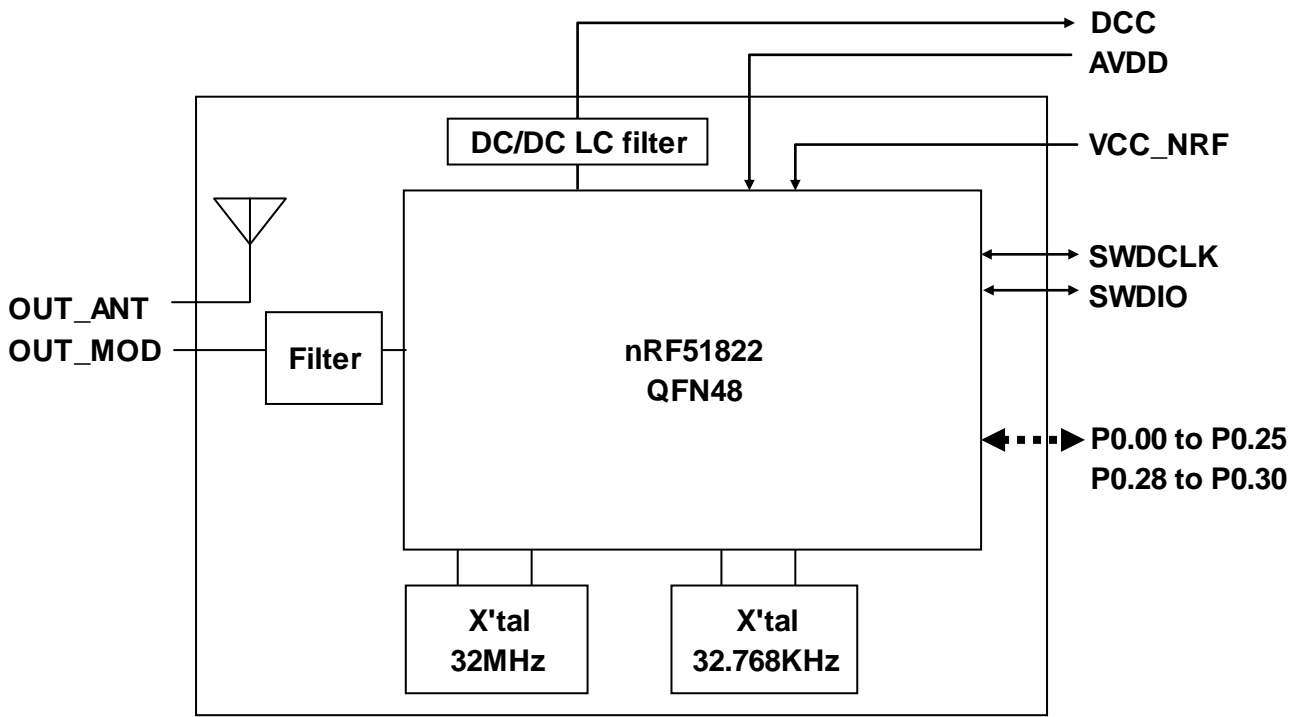 DCC
AVDD
DC/DC LC filter
VCC_NRF
SWDCLK
SWDIO
OUT_ANT
OUT_MOD
Filter
nRF51822
QFN48
P0.00 to P0.25
P0.28 to P0.30
X'tal
32MHz
X'tal
32.768KHz